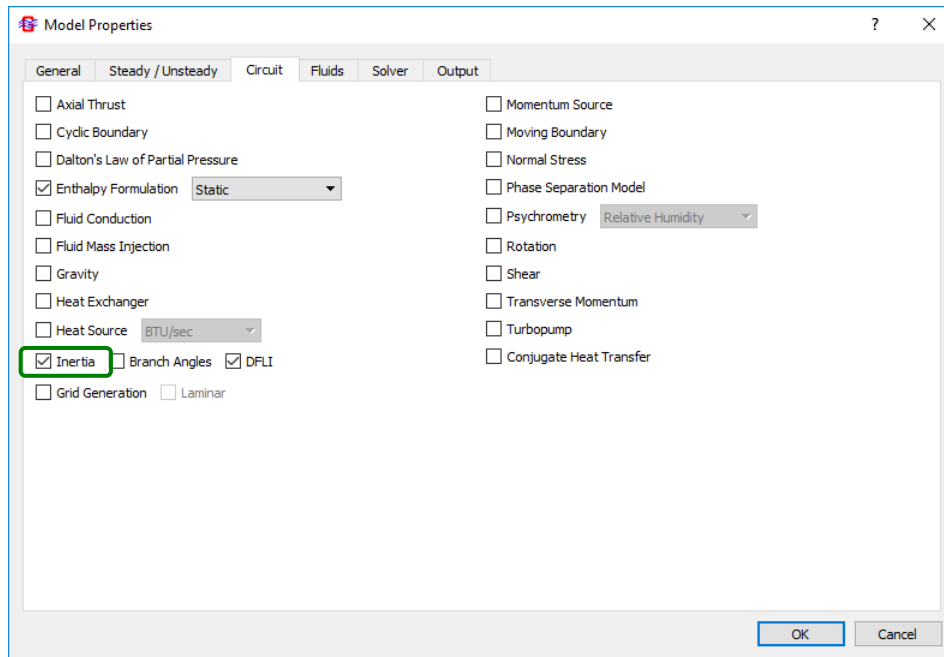 Model Properties
?
General Steady / Unsteady Circuit Fluids Solver Output
Axial Thrust
Cyclic Boundary
Dalton's Law of Partial Pressure
Enthalpy Formulation Static
Fluid Conduction
Fluid Mass Injection
Gravity
Heat Exchanger
Heat Source BTU/sec
Inertia Branch Angles DFLI
Grid Generation Laminar
Momentum Source
Moving Boundary
Normal Stress
Phase Separation Model
Psychrometry Relative Humidity
Rotation
Shear
Transverse Momentum
Turbopump
Conjugate Heat Transfer
OK Cancel